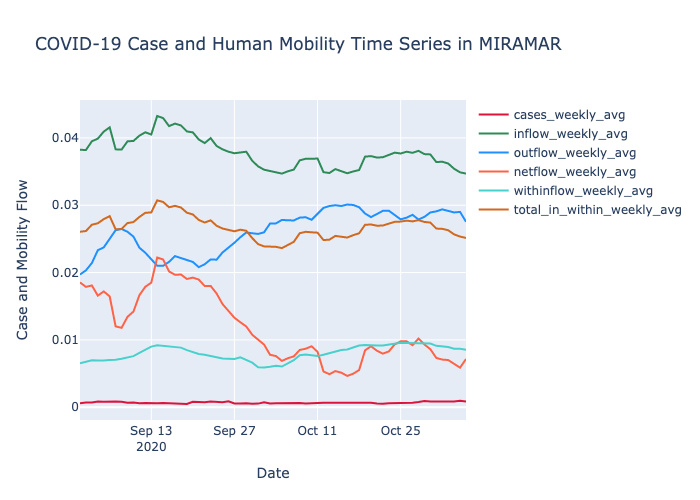 COVID-19 Case and Human Mobility Time Series in MIRAMAR
Case and Mobility Flow
0.04
0.03
0.02
0.01
0
Sep 13
2020
Sep 27
Oct 11
Oct 25
Date
cases_weekly_avg
inflow_weekly_avg
outflow_weekly_avg
netflow_weekly_avg
withinflow_weekly_avg
total_in_within_weekly_avg